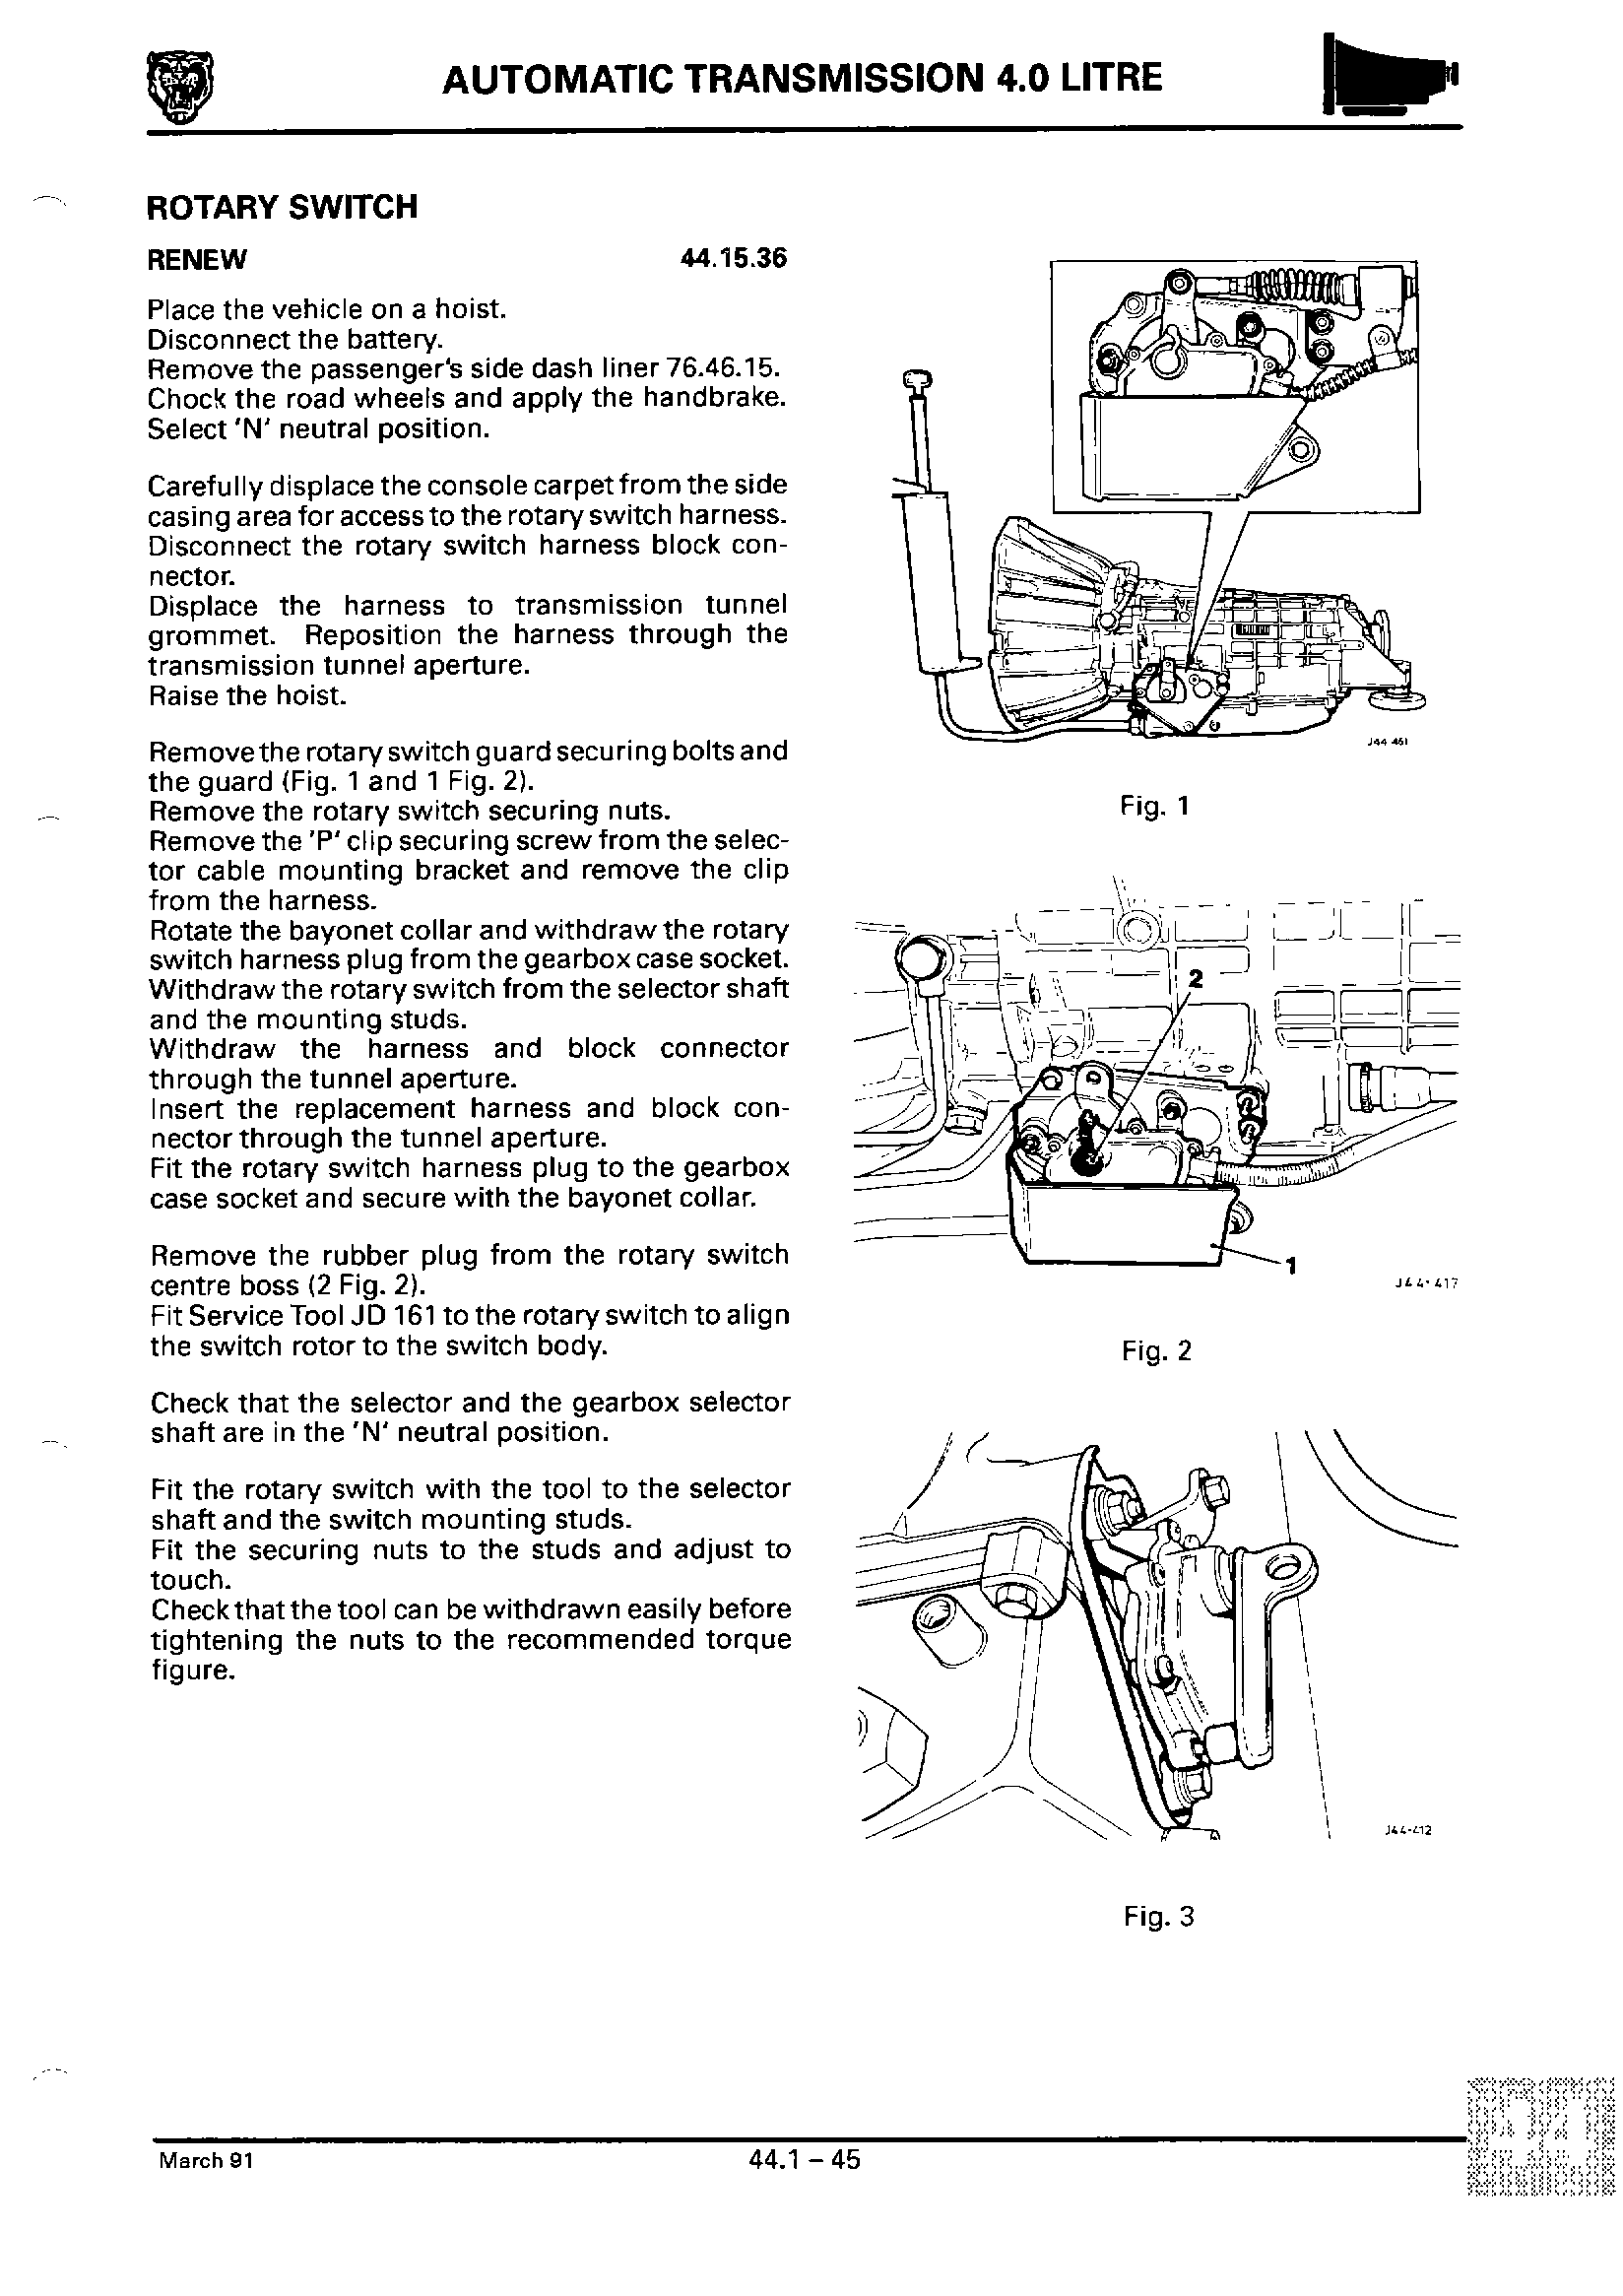 AUTOMATIC TRANSMISSION 4.0 LITRE
ROTARY SWITCH
RENEW 44.15.36
Place the vehicle on a hoist.
Disconnect the battery.
Remove the passenger's side dash liner 76.46.15.
Chock the road wheels and apply the handbrake.
Select 'N' neutral position.
Carefully displace the console carpet from the side
casing area for access to the rotary switch harness.
Disconnect the rotary switch harness block con-
nector.
Displace the harness to transmission tunnel
grommet. Reposition the harness through the
transmission tunnel aperture.
Raise the hoist.
Remove the rotary switch guard securing bolts and
the guard (Fig. 1 and 1 Fig. 2).
Remove the rotary switch securing nuts.
Remove the 'P' clip securing screw from the selec-
tor cable mounting bracket and remove the clip
from the harness.
Rotate the bayonet collar and withdraw the rotary
switch harness plug from the gearbox case socket.
Withdraw the rotary switch from the selector shaft
and the mounting studs.
Withdraw the harness and block connector
through the tunnel aperture.
Insert the replacement harness and block con-
nector through the tunnel aperture.
Fit the rotary switch harness plug to the gearbox
case socket and secure with the bayonet collar.
Remove the rubber plug from the rotary switch
centre boss (2 Fig. 2).
Fit Service Tool JD 161 to the rotary switch to align
the switch rotor to the switch body.
Check that the selector and the gearbox selector
shaft are in the 'N' neutral position.
Fit the rotary switch with the tool to the selector
shaft and the switch mounting studs.
Fit the securing nuts to the studs and adjust to
touch.
Check that the tool can be withdrawn easily before
tightening the nuts to the recommended torque
figure.
J44 451
Fig. 1
2
1
J44-417
Fig. 2
J44-412
Fig. 3
March 91
44.1 – 45